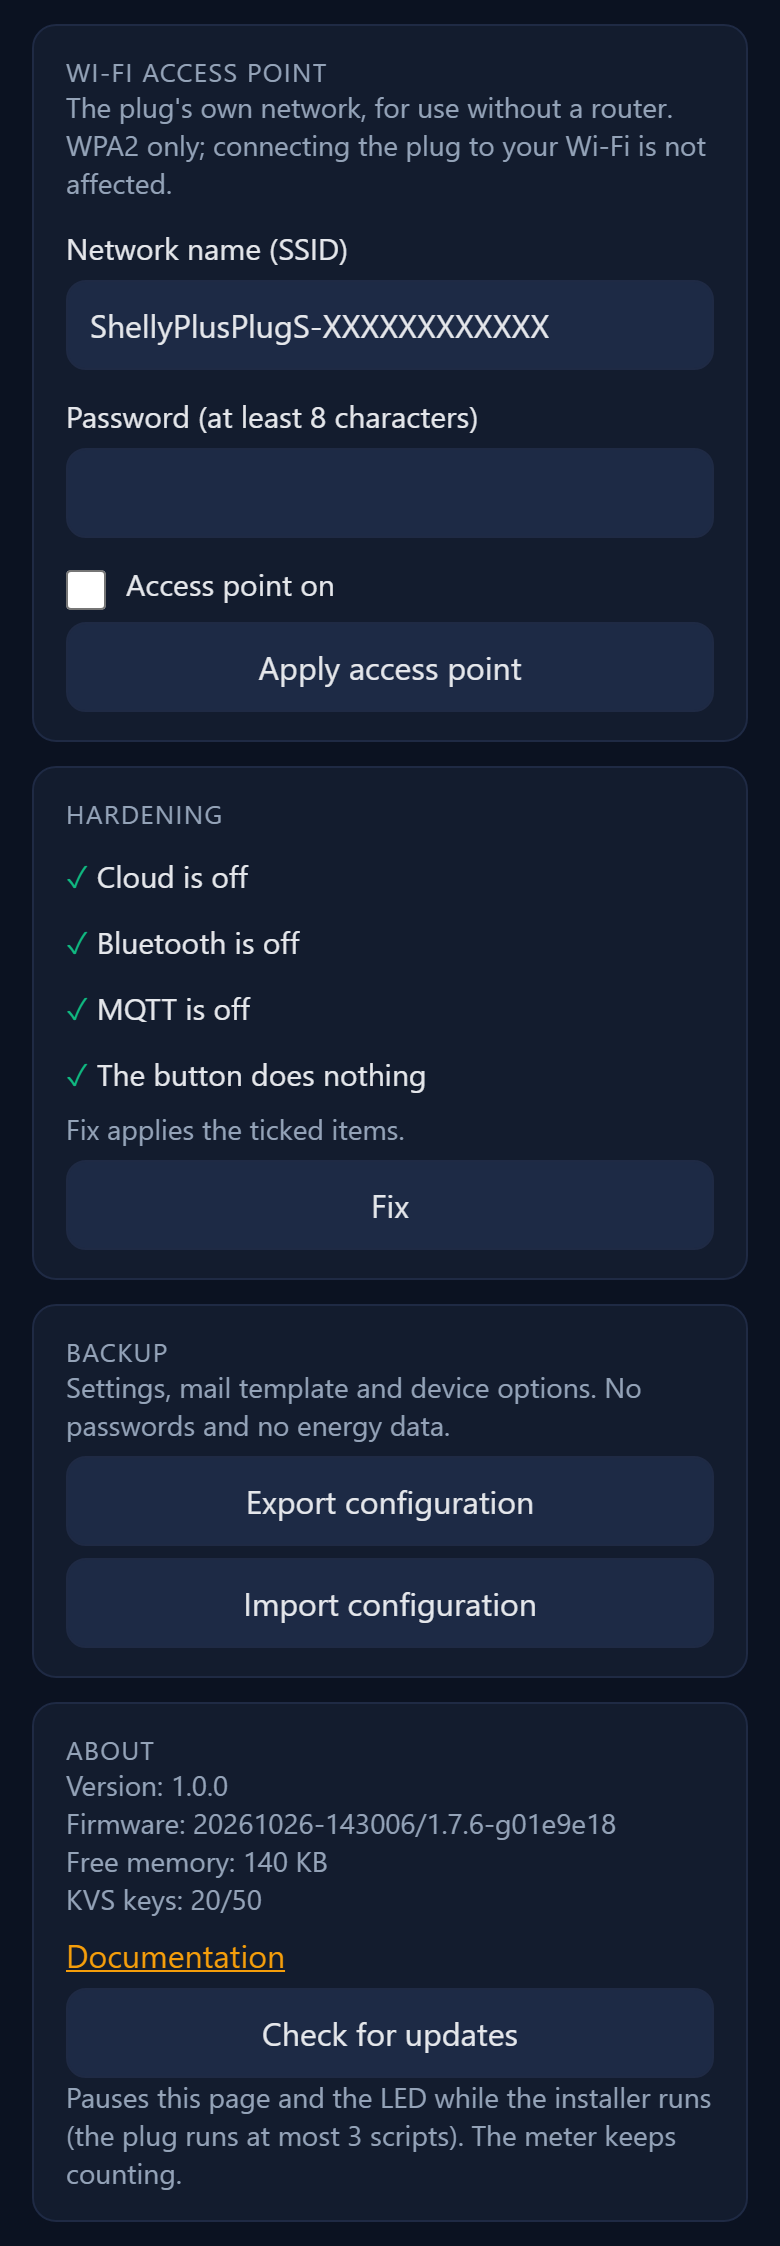 WI-FI ACCESS POINT
The plug's own network, for use without a router.
WPA2 only; connecting the plug to your Wi-Fi is not
affected.
Network name (SSID)
ShellyPlusPlugS-XXXXXXXXXXXX
Password (at least 8 characters)
Access point on
Apply access point
HARDENING
✓ Cloud is off
✓ Bluetooth is off
✓ MQTT is off
✓ The button does nothing
Fix applies the ticked items.
Fix
BACKUP
Settings, mail template and device options. No
passwords and no energy data.
Export configuration
Import configuration
ABOUT
Version: 1.0.0
Firmware: 20261026-143006/1.7.6-g01e9e18
Free memory: 140 KB
KVS keys: 20/50
Documentation
Check for updates
Pauses this page and the LED while the installer runs
(the plug runs at most 3 scripts). The meter keeps
counting.